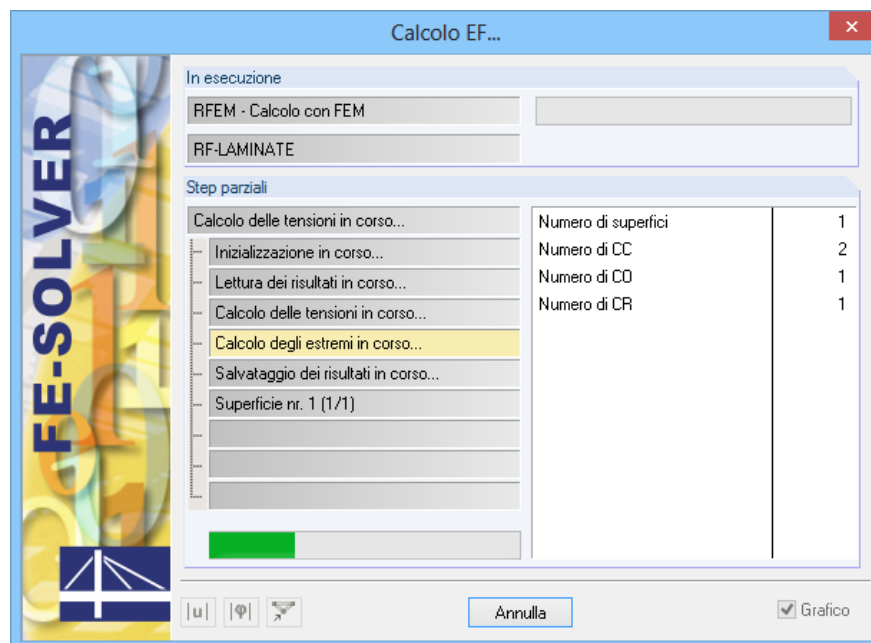 Calcolo EF...
FE-SOLVER
In esecuzione
RFEM - Calcolo con FEM
RF-LAMINATE
Step parziali
Calcolo delle tensioni in corso...
Inizializzazione in corso...
Lettura dei risultati in corso...
Calcolo delle tensioni in corso...
Calcolo degli estremi in corso...
Salvataggio dei risultati in corso...
Superficie nr. 1 (1/1)
Numero di superfici 1
Numero di CC 2
Numero di CO 1
Numero di CR 1
|u| |φ|
Annulla
Grafico